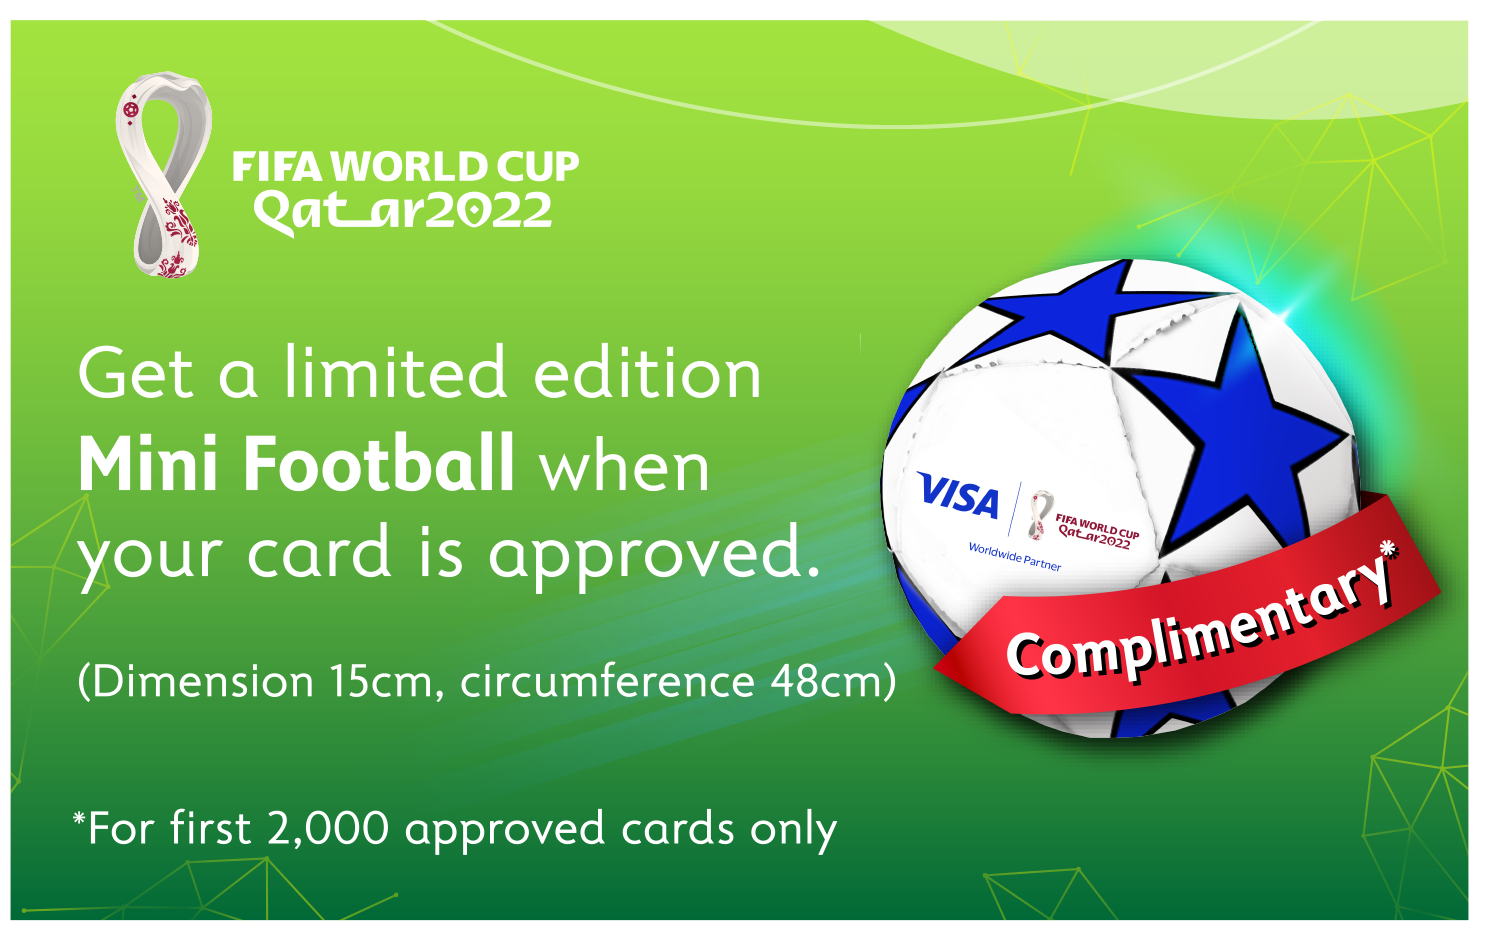 FIFA WORLD CUP
Qatar2022
Get a limited edition
Mini Football when
your card is approved.
(Dimension 15cm, circumference 48cm)
*For first 2,000 approved cards only
VISA
FIFA WORLD CUP
Qatar2022
Worldwide Partner
Complimentary*